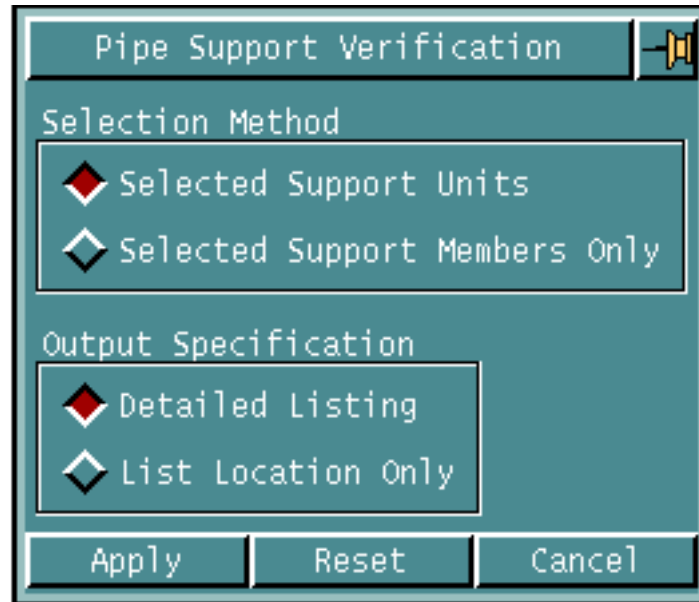 Pipe Support Verification
Selection Method
Selected Support Units
Selected Support Members Only
Output Specification
Detailed Listing
List Location Only
Apply Reset Cancel